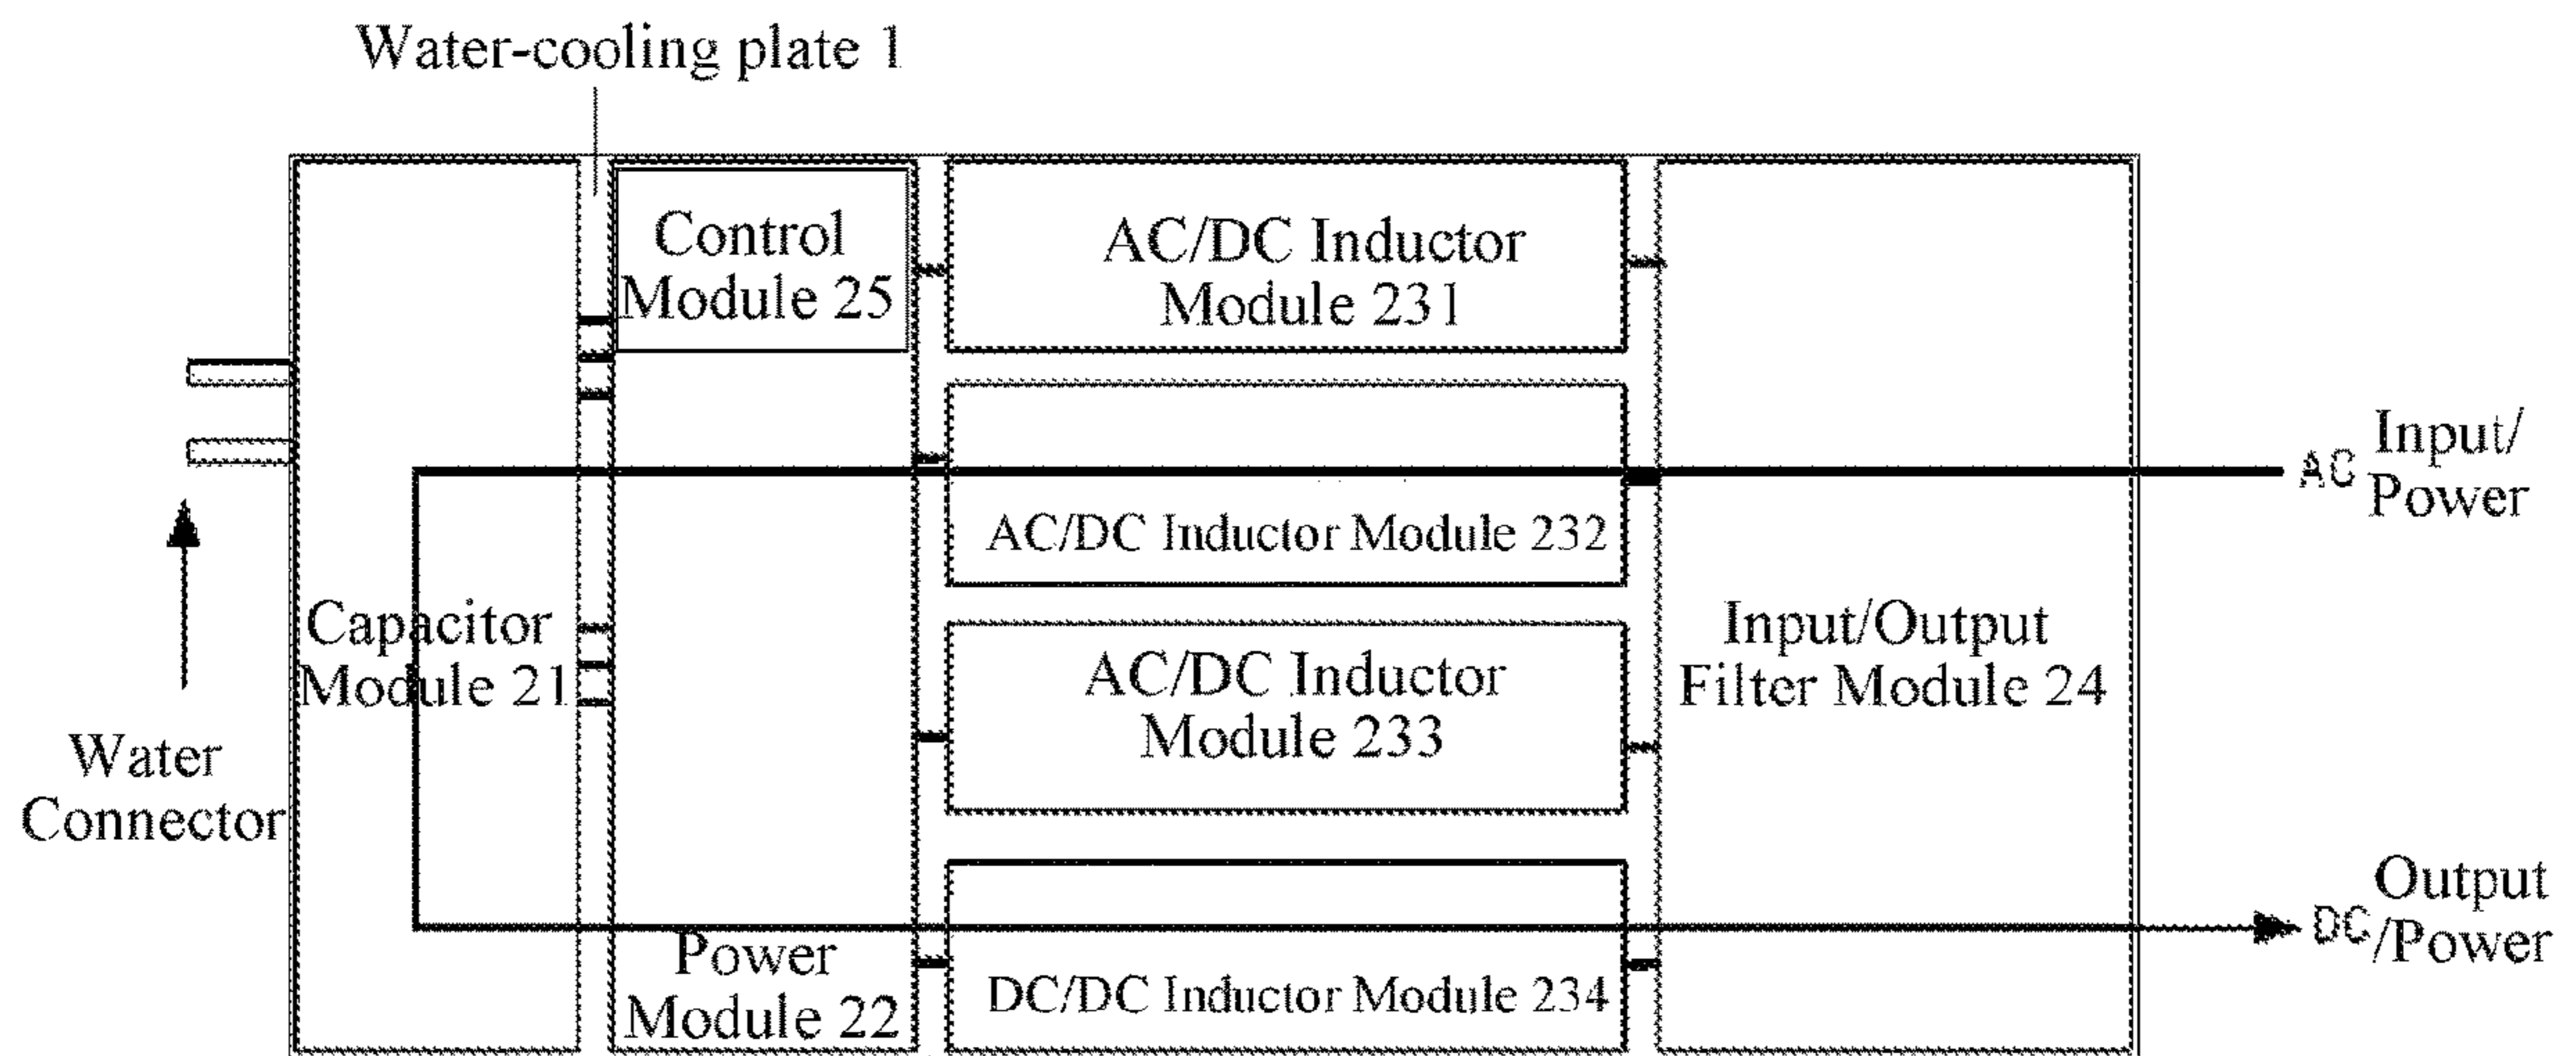 Water-cooling plate 1
Control
Module 25
AC/DC Inductor
Module 231
AC/DC Inductor Module 232
AC/DC Inductor
Module 233
DC/DC Inductor Module 234
Capacitor
Module 21
Power
Module 22
Input/Output
Filter Module 24
Water
Connector
AC Input/
Power
Output
DC /Power